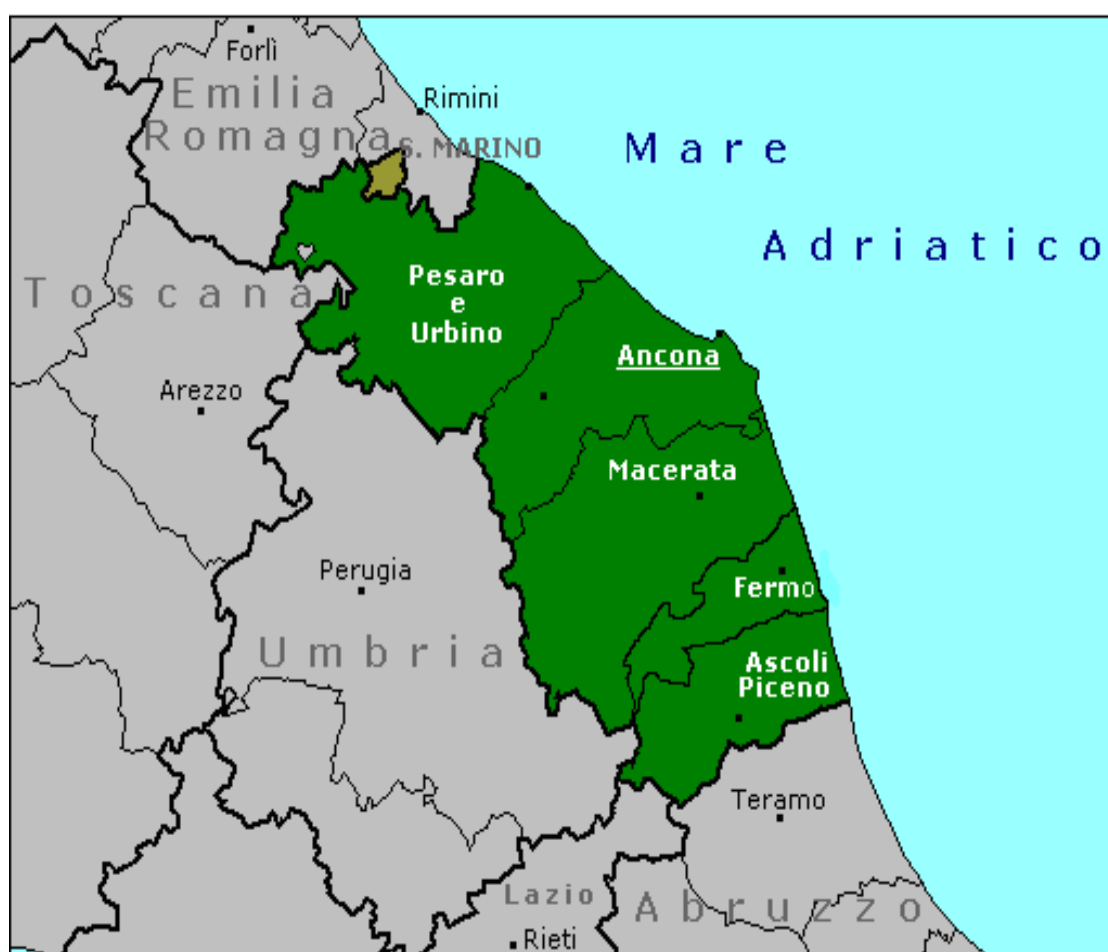 Forlì
Emilia
Romagna
Rimini
S. MARINO
Mare
Adriatico
Toscana
Pesaro
e
Urbino
Ancona
Arezzo
Macerata
Perugia
Fermo
Umbria
Ascoli
Piceno
Teramo
Lazio
Abruzzo
Rieti